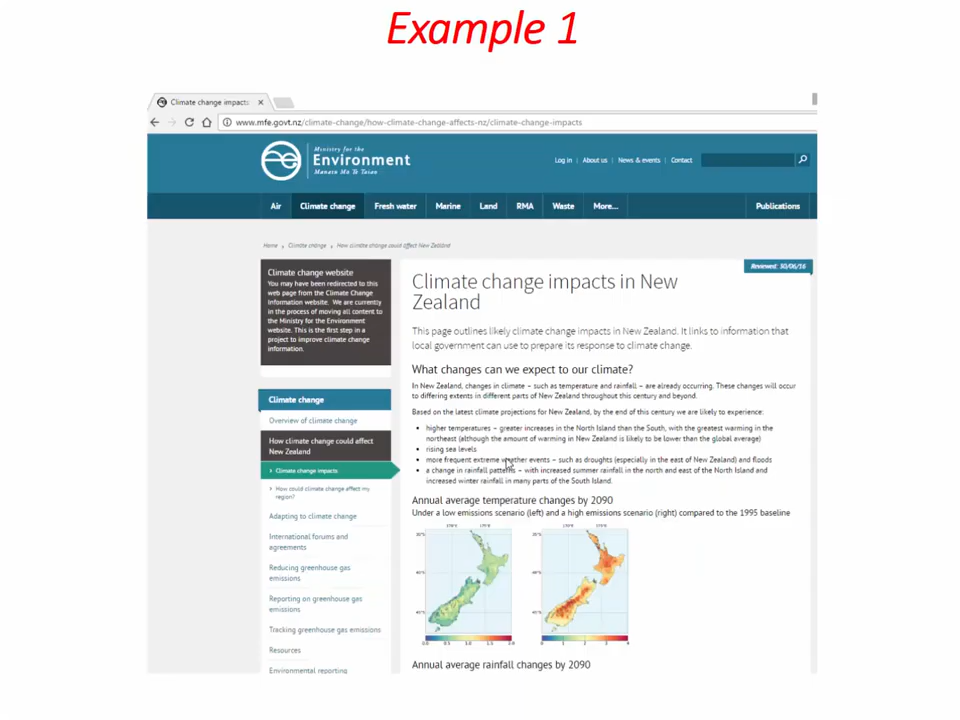 Example 1
Climate change impacts
www.mfe.govt.nz/climate-change/how-climate-change-affects-nz/climate-change-impacts
Ministry for the
Environment
Manatū Mō Te Taiao
Log in
About us
News & events
Contact
Air
Climate change
Fresh water
Marine
Land
RMA
Waste
More...
Publications
Home › Climate change › How climate change could affect New Zealand
Climate change website
You may have been redirected to this
web page from the Climate Change
Information website. We are currently
in the process of moving all content to
the Ministry for the Environment
website. This is the first step in a
project to improve climate change
information.
Climate change
Overview of climate change
How climate change could affect
New Zealand
› Climate change impacts
› How could climate change affect my
region?
Adapting to climate change
International forums and
agreements
Reducing greenhouse gas
emissions
Reporting on greenhouse gas
emissions
Tracking greenhouse gas emissions
Resources
Environmental reporting
Reviewed: 30/06/16
Climate change impacts in New
Zealand
This page outlines likely climate change impacts in New Zealand. It links to information that
local government can use to prepare its response to climate change.
What changes can we expect to our climate?
In New Zealand, changes in climate – such as temperature and rainfall – are already occurring. These changes will occur
to differing extents in different parts of New Zealand throughout this century and beyond.
Based on the latest climate projections for New Zealand, by the end of this century we are likely to experience:
• higher temperatures – greater increases in the North Island than the South, with the greatest warming in the
northeast (although the amount of warming in New Zealand is likely to be lower than the global average)
• rising sea levels
• more frequent extreme weather events – such as droughts (especially in the east of New Zealand) and floods
• a change in rainfall patterns – with increased summer rainfall in the north and east of the North Island and
increased winter rainfall in many parts of the South Island.
Annual average temperature changes by 2090
Under a low emissions scenario (left) and a high emissions scenario (right) compared to the 1995 baseline
Annual average rainfall changes by 2090